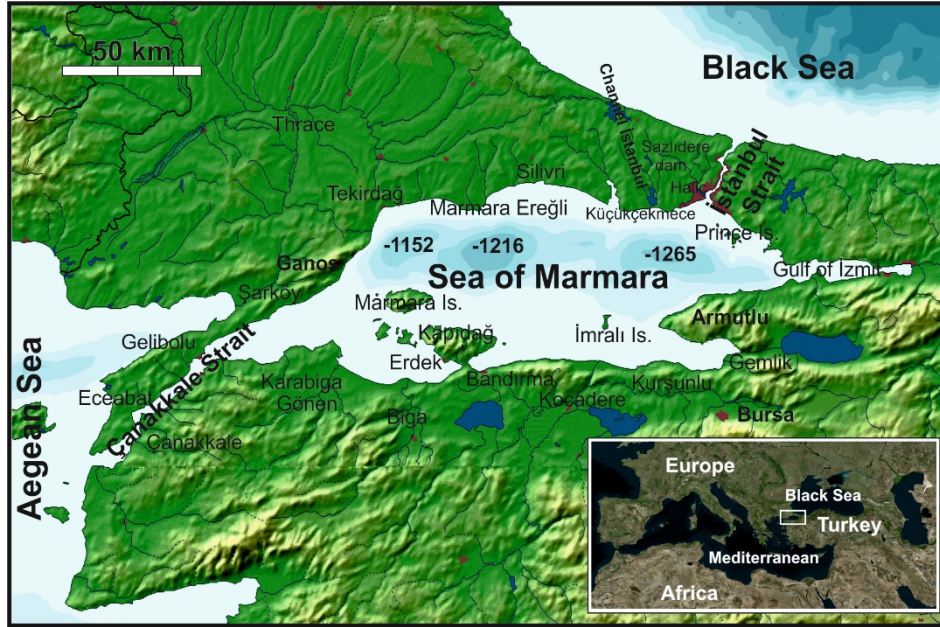 50 km
Black Sea
Channel İstanbul
Thrace
Sazlıdere
dam
Haliç
İstanbul
Strait
Silivri
Tekirdağ
Marmara Ereğli
Küçükçekmece
Prince Is.
-1152
-1216
-1265
Ganos
Sea of Marmara
Gulf of İzmit
Şarköy
Marmara Is.
Armutlu
Kapıdağ
İmralı Is.
Gelibolu
Çanakkale Strait
Erdek
Gemlik
Aegean Sea
Eceabat
Karabiga
Gönen
Bandırma
Kurşunlu
Kocadere
Biga
Bursa
Çanakkale
Europe
Black Sea
Turkey
Mediterranean
Africa